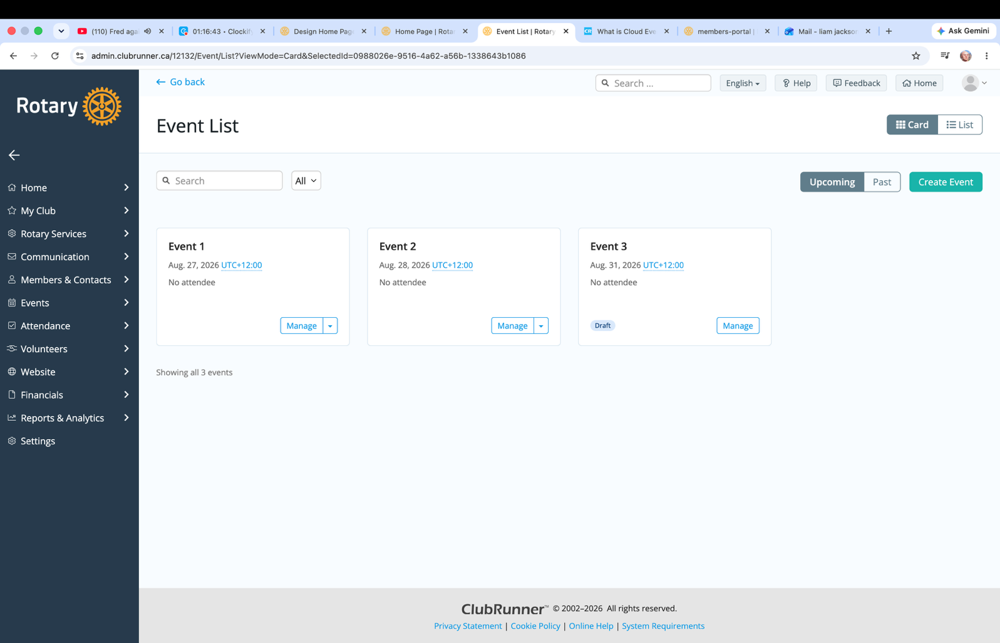 (110) Fred aga
01:16:43 • Clockif
Design Home Pag
Home Page | Rota
Event List | Rotary
What is Cloud Eve
members-portal |
Mail - liam jackson
Ask Gemini
admin.clubrunner.ca/12132/Event/List?ViewMode=Card&SelectedId=0988026e-9516-4a62-a56b-1338643b1086
Rotary
Home
My Club
Rotary Services
Communication
Members & Contacts
Events
Attendance
Volunteers
Website
Financials
Reports & Analytics
Settings
Go back
Search ...
English
Help
Feedback
Home
Event List
Card
List
Search
All
Upcoming
Past
Create Event
Event 1
Aug. 27, 2026 UTC+12:00
No attendee
Manage
Event 2
Aug. 28, 2026 UTC+12:00
No attendee
Manage
Event 3
Aug. 31, 2026 UTC+12:00
No attendee
Draft
Manage
Showing all 3 events
ClubRunner™ © 2002–2026 All rights reserved.
Privacy Statement | Cookie Policy | Online Help | System Requirements